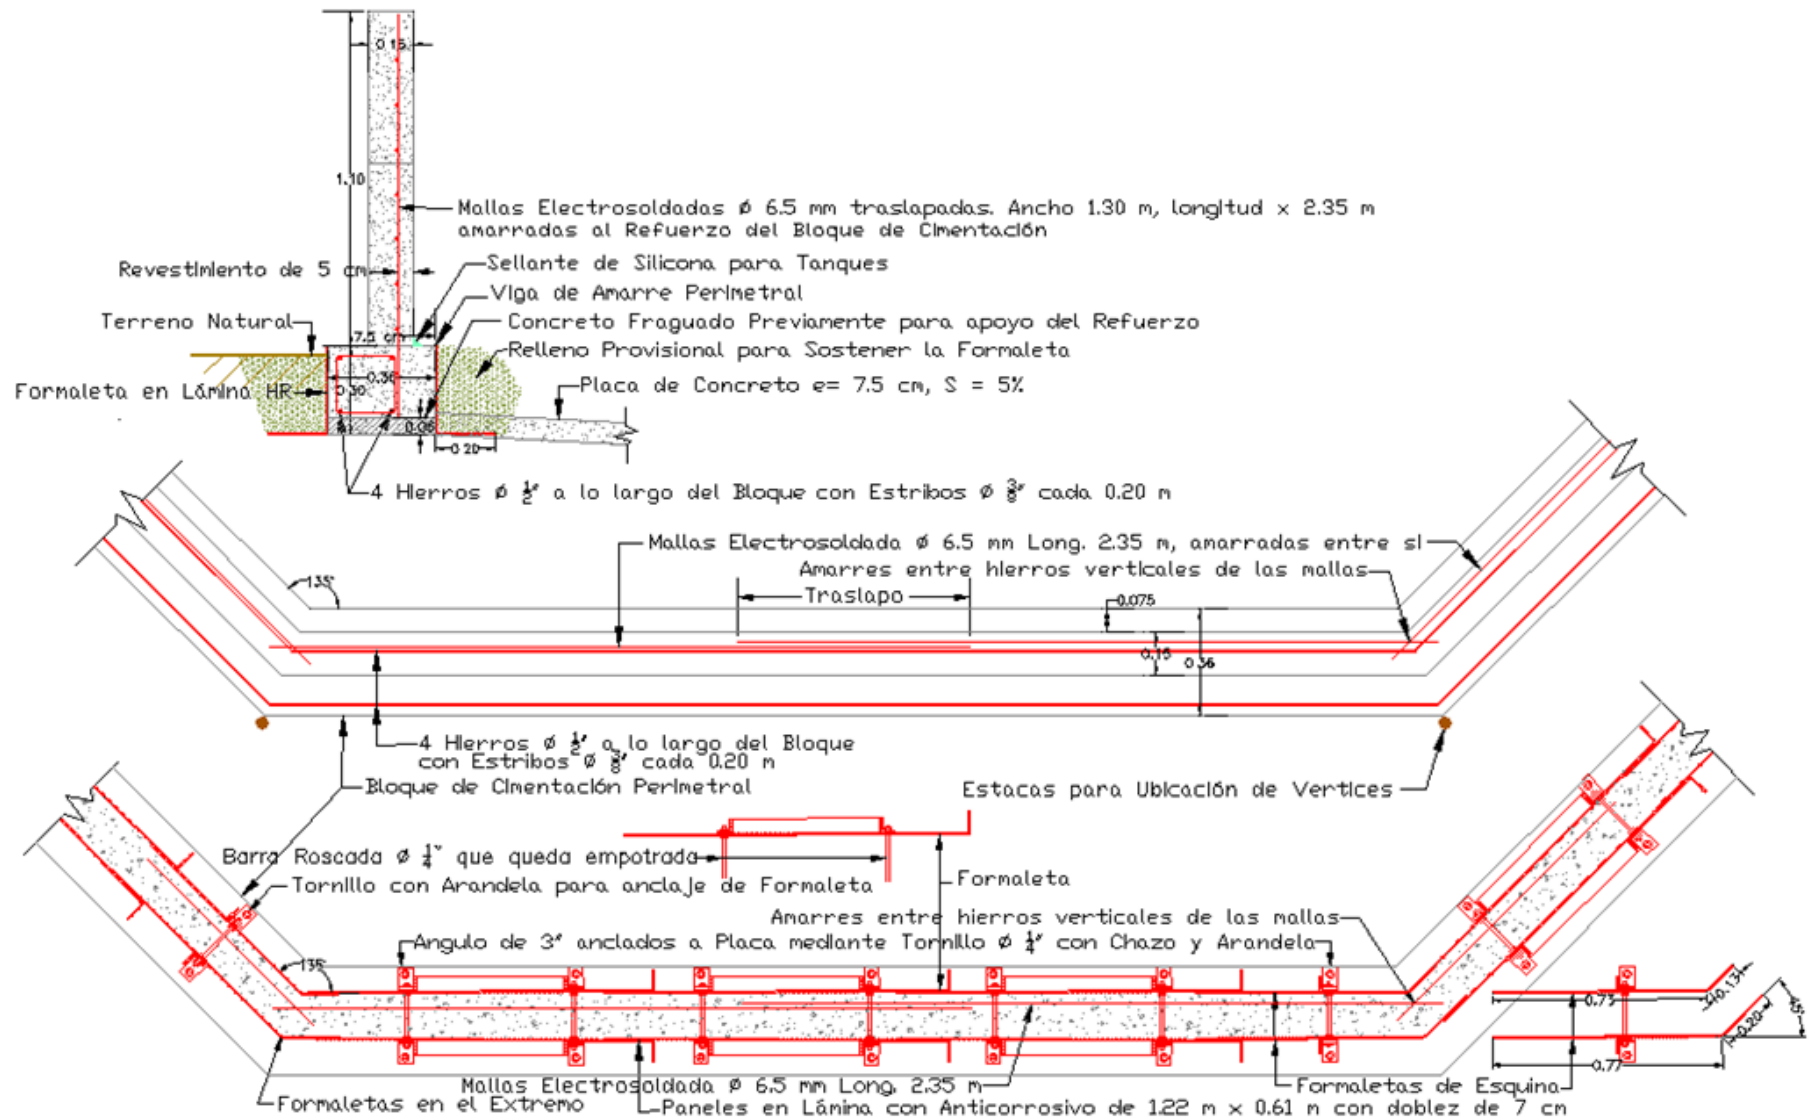 0.15
1.10
Mallas Electrosoldadas ø 6.5 mm traslapadas. Ancho 1.30 m, longitud x 2.35 m
amarradas al Refuerzo del Bloque de Cimentación
Revestimiento de 5 cm
Sellante de Silicona para Tanques
Viga de Amarre Perimetral
Terreno Natural
Concreto Fraguado Previamente para apoyo del Refuerzo
7.5 cm
Relleno Provisional para Sostener la Formaleta
0.36
Formaleta en Lámina HR
0.30
Placa de Concreto e= 7.5 cm, S = 5%
0.06
0.20
4 Hierros ø 1/2" a lo largo del Bloque con Estribos ø 3/8" cada 0.20 m
Mallas Electrosoldada ø 6.5 mm Long. 2.35 m, amarradas entre si
Amarres entre hierros verticales de las mallas
135°
Traslapo
0.075
0.15
0.36
4 Hierros ø 1/2" a lo largo del Bloque
con Estribos ø 3/8" cada 0.20 m
Bloque de Cimentación Perimetral
Estacas para Ubicación de Vertices
Barra Roscada ø 1/4" que queda empotrada
Tornillo con Arandela para anclaje de Formaleta
Formaleta
Amarres entre hierros verticales de las mallas
Angulo de 3" anclados a Placa mediante Tornillo ø 1/4" con Chazo y Arandela
135°
0.73
0.13
0.20
45°
0.77
Mallas Electrosoldada ø 6.5 mm Long. 2.35 m
Formaletas de Esquina
Formaletas en el Extremo
Paneles en Lámina con Anticorrosivo de 1.22 m x 0.61 m con doblez de 7 cm